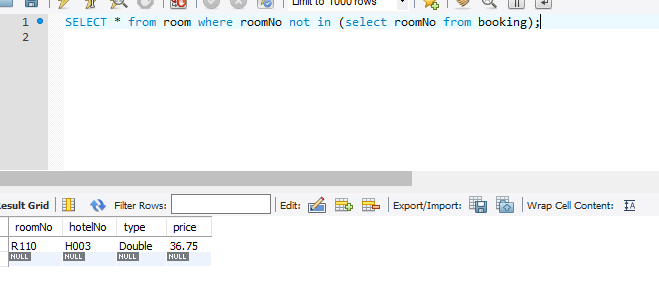 Limit to 1000 rows
1 SELECT * from room where roomNo not in (select roomNo from booking);
2
esult Grid Filter Rows: Edit: Export/Import: Wrap Cell Content:
roomNo hotelNo type price
R110 H003 Double 36.75
NULL NULL NULL NULL